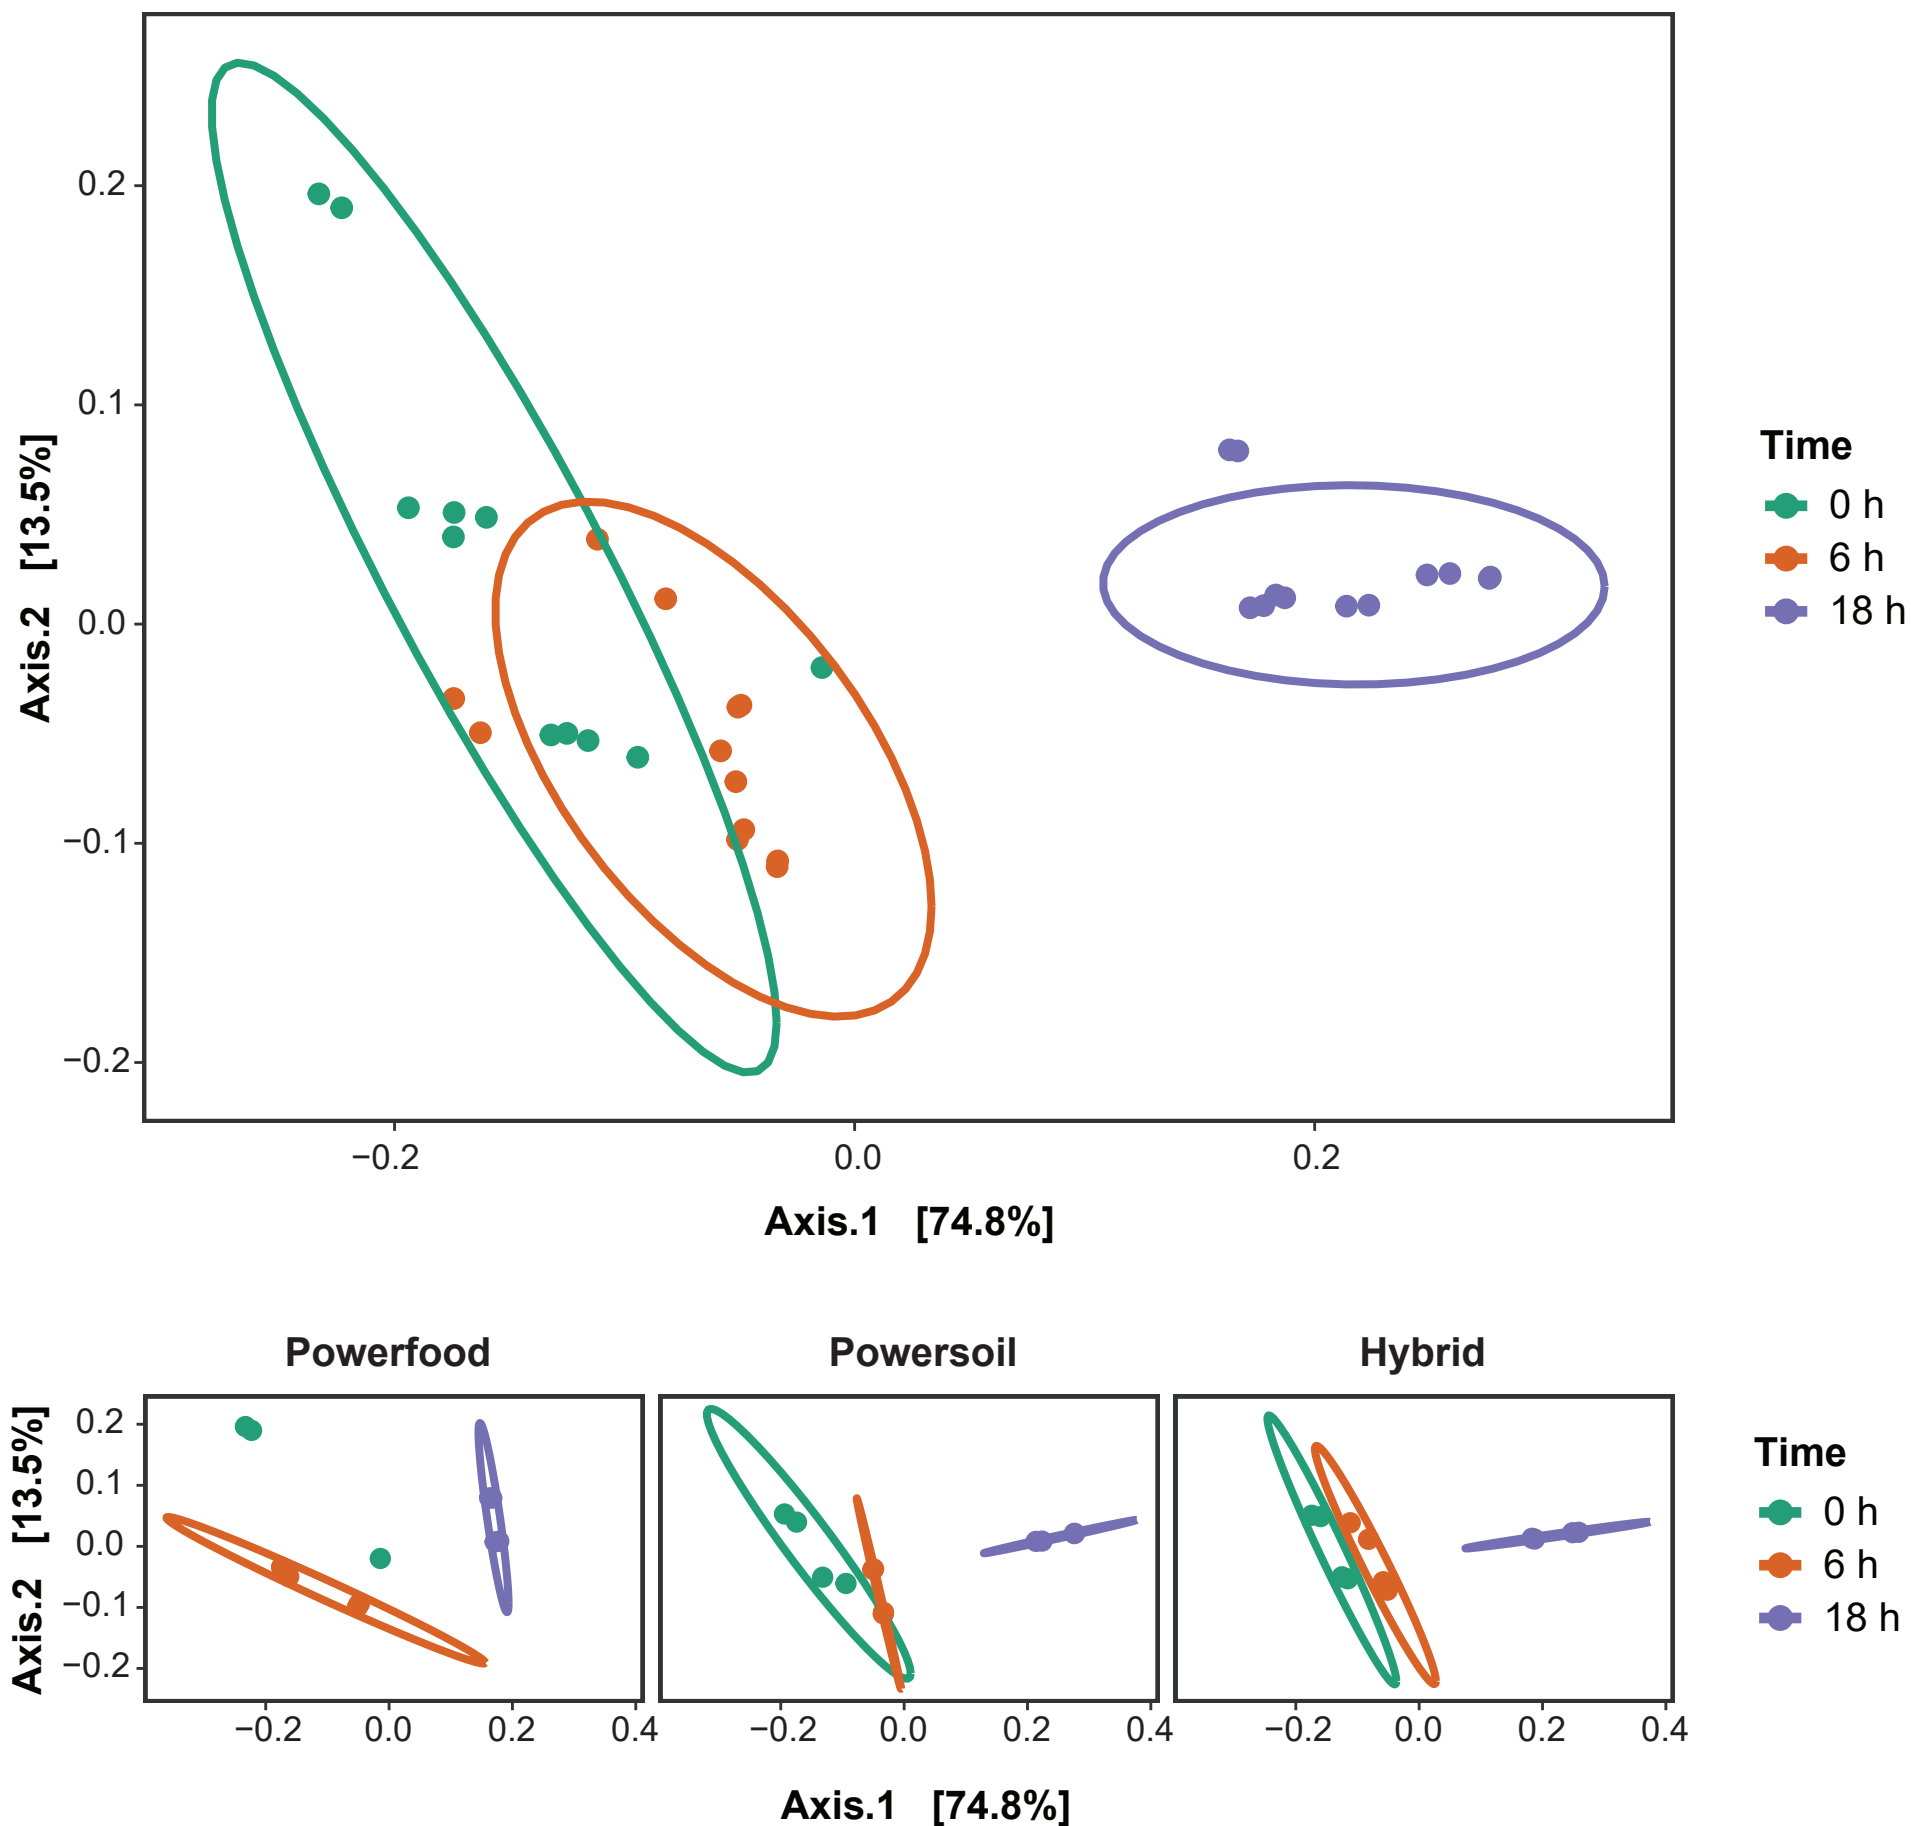 0.2
0.1
0.0
−0.1
−0.2
Axis.2 [13.5%]
−0.2 0.0 0.2
Axis.1 [74.8%]
Time
0 h
6 h
18 h
Powerfood Powersoil Hybrid
0.2
0.1
0.0
−0.1
−0.2
Axis.2 [13.5%]
−0.2 0.0 0.2 0.4 −0.2 0.0 0.2 0.4 −0.2 0.0 0.2 0.4
Axis.1 [74.8%]
Time
0 h
6 h
18 h